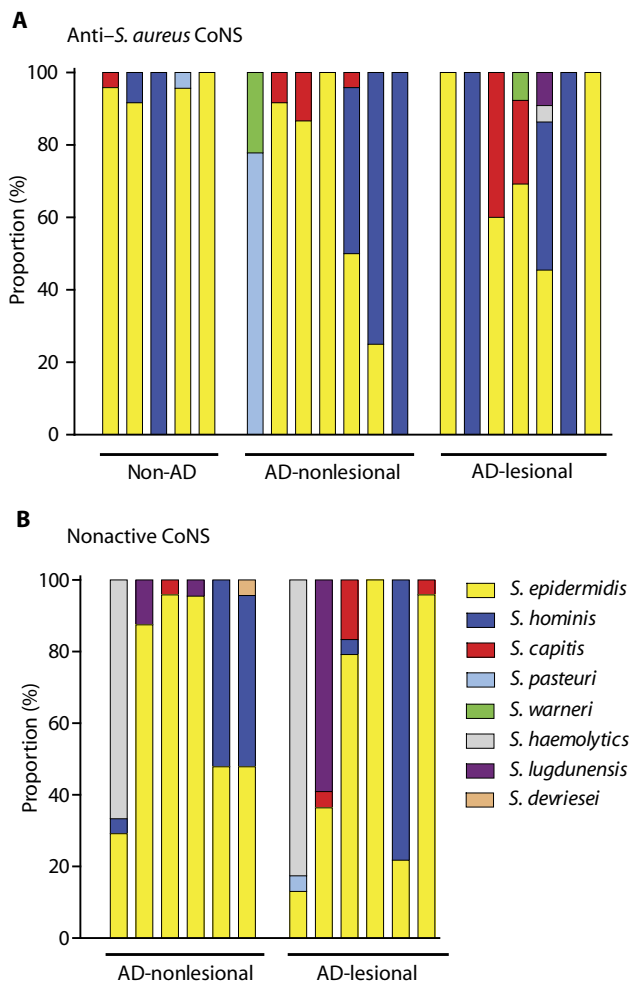 A
Anti–S. aureus CoNS
100
80
60
40
20
0
Proportion (%)
Non-AD
AD-nonlesional
AD-lesional
B
Nonactive CoNS
100
80
60
40
20
0
Proportion (%)
AD-nonlesional
AD-lesional
S. epidermidis
S. hominis
S. capitis
S. pasteuri
S. warneri
S. haemolytics
S. lugdunensis
S. devriesei